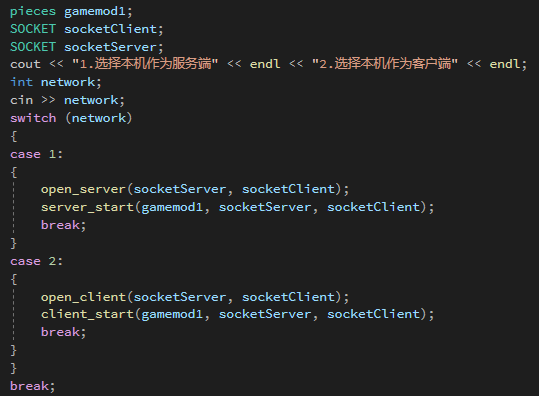 pieces gamemod1;
SOCKET socketClient;
SOCKET socketServer;
cout << "1.选择本机作为服务端" << endl << "2.选择本机作为客户端" << endl;
int network;
cin >> network;
switch (network)
{
case 1:
{
    open_server(socketServer, socketClient);
    server_start(gamemod1, socketServer, socketClient);
    break;
}
case 2:
{
    open_client(socketServer, socketClient);
    client_start(gamemod1, socketServer, socketClient);
    break;
}
}
break;